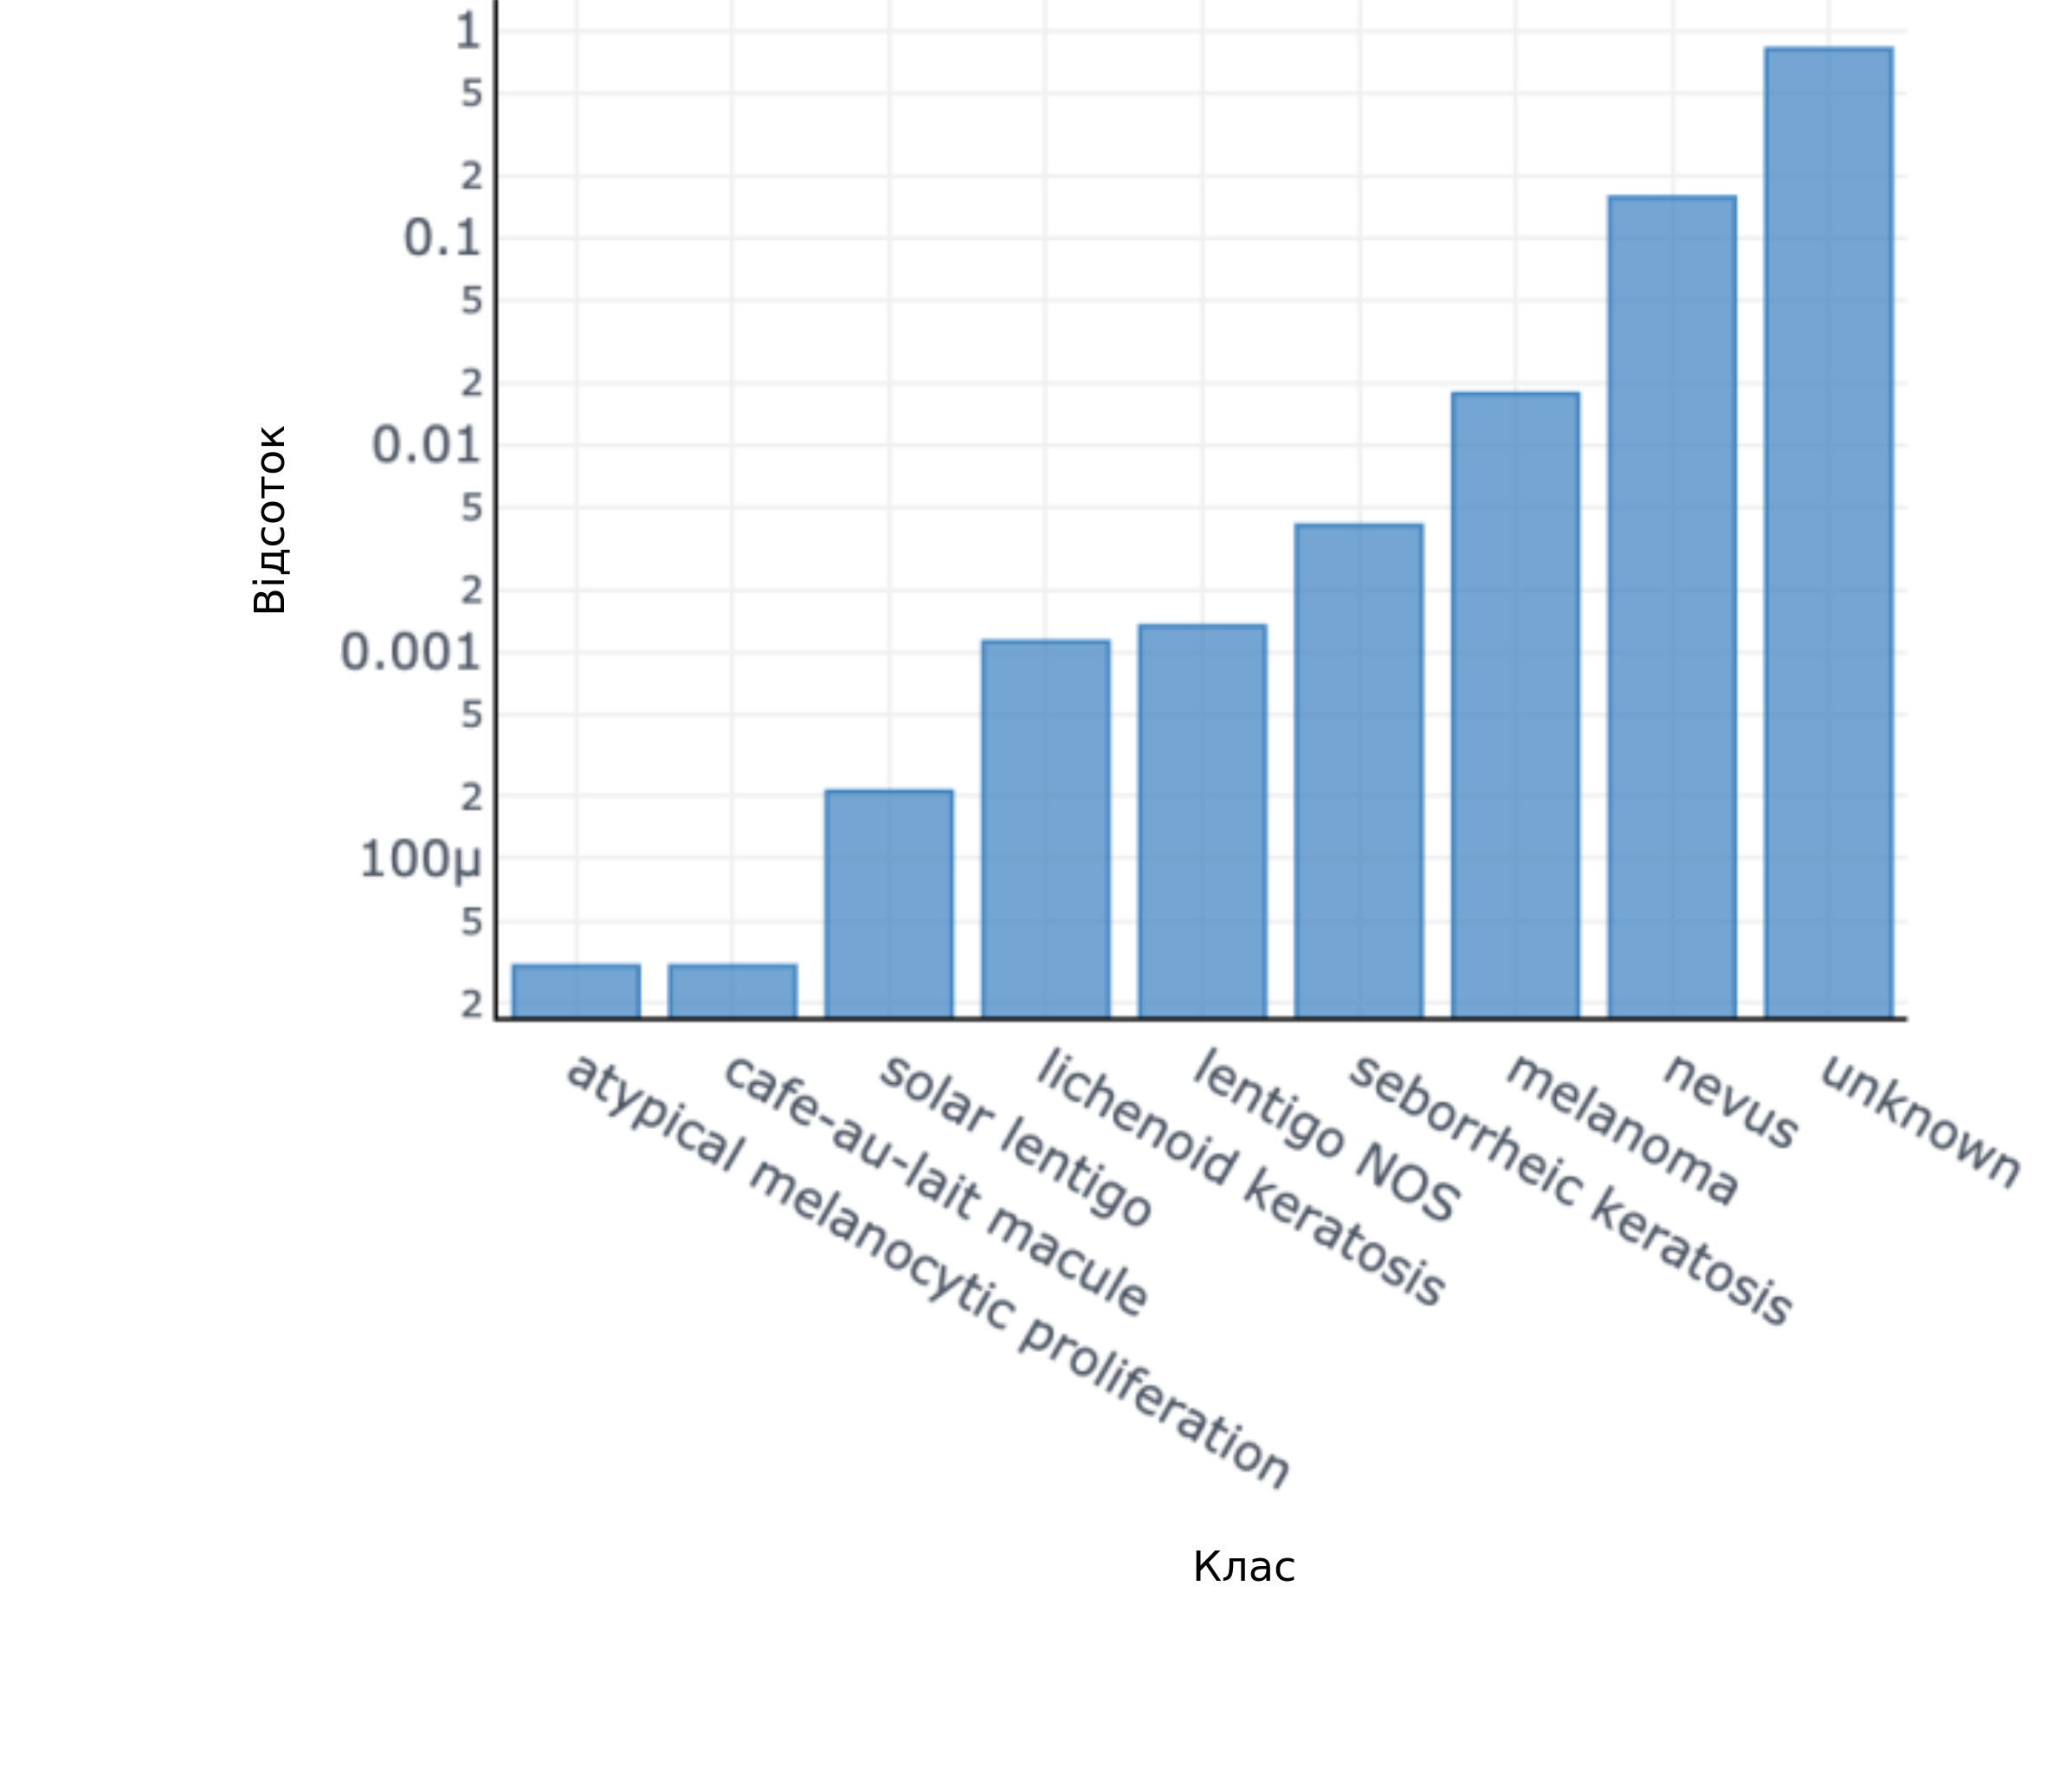 1
5
2
0.1
5
2
0.01
5
2
0.001
5
2
100μ
5
2
Відсоток
atypical melanocytic proliferation
cafe-au-lait macule
solar lentigo
lichenoid keratosis
lentigo NOS
seborrheic keratosis
melanoma
nevus
unknown
Клас